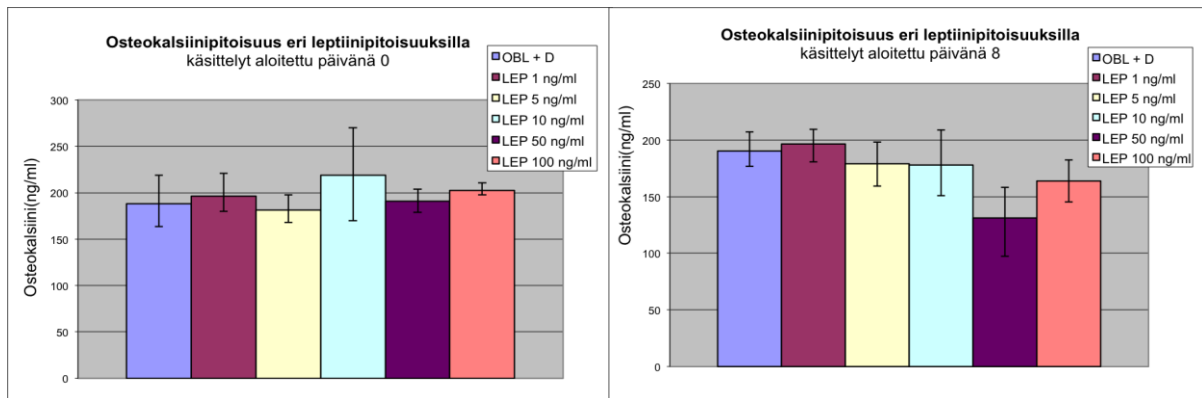 Osteokalsiinipitoisuus eri leptiinipitoisuuksilla
käsittelyt aloitettu päivänä 0
OBL + D
LEP 1 ng/ml
LEP 5 ng/ml
LEP 10 ng/ml
LEP 50 ng/ml
LEP 100 ng/ml
Osteokalsiini(ng/ml)
300
250
200
150
100
50
0
Osteokalsiinipitoisuus eri leptiinipitoisuuksilla
käsittelyt aloitettu päivänä 8
OBL + D
LEP 1 ng/ml
LEP 5 ng/ml
LEP 10 ng/ml
LEP 50 ng/ml
LEP 100 ng/ml
Osteokalsiini(ng/ml)
250
200
150
100
50
0